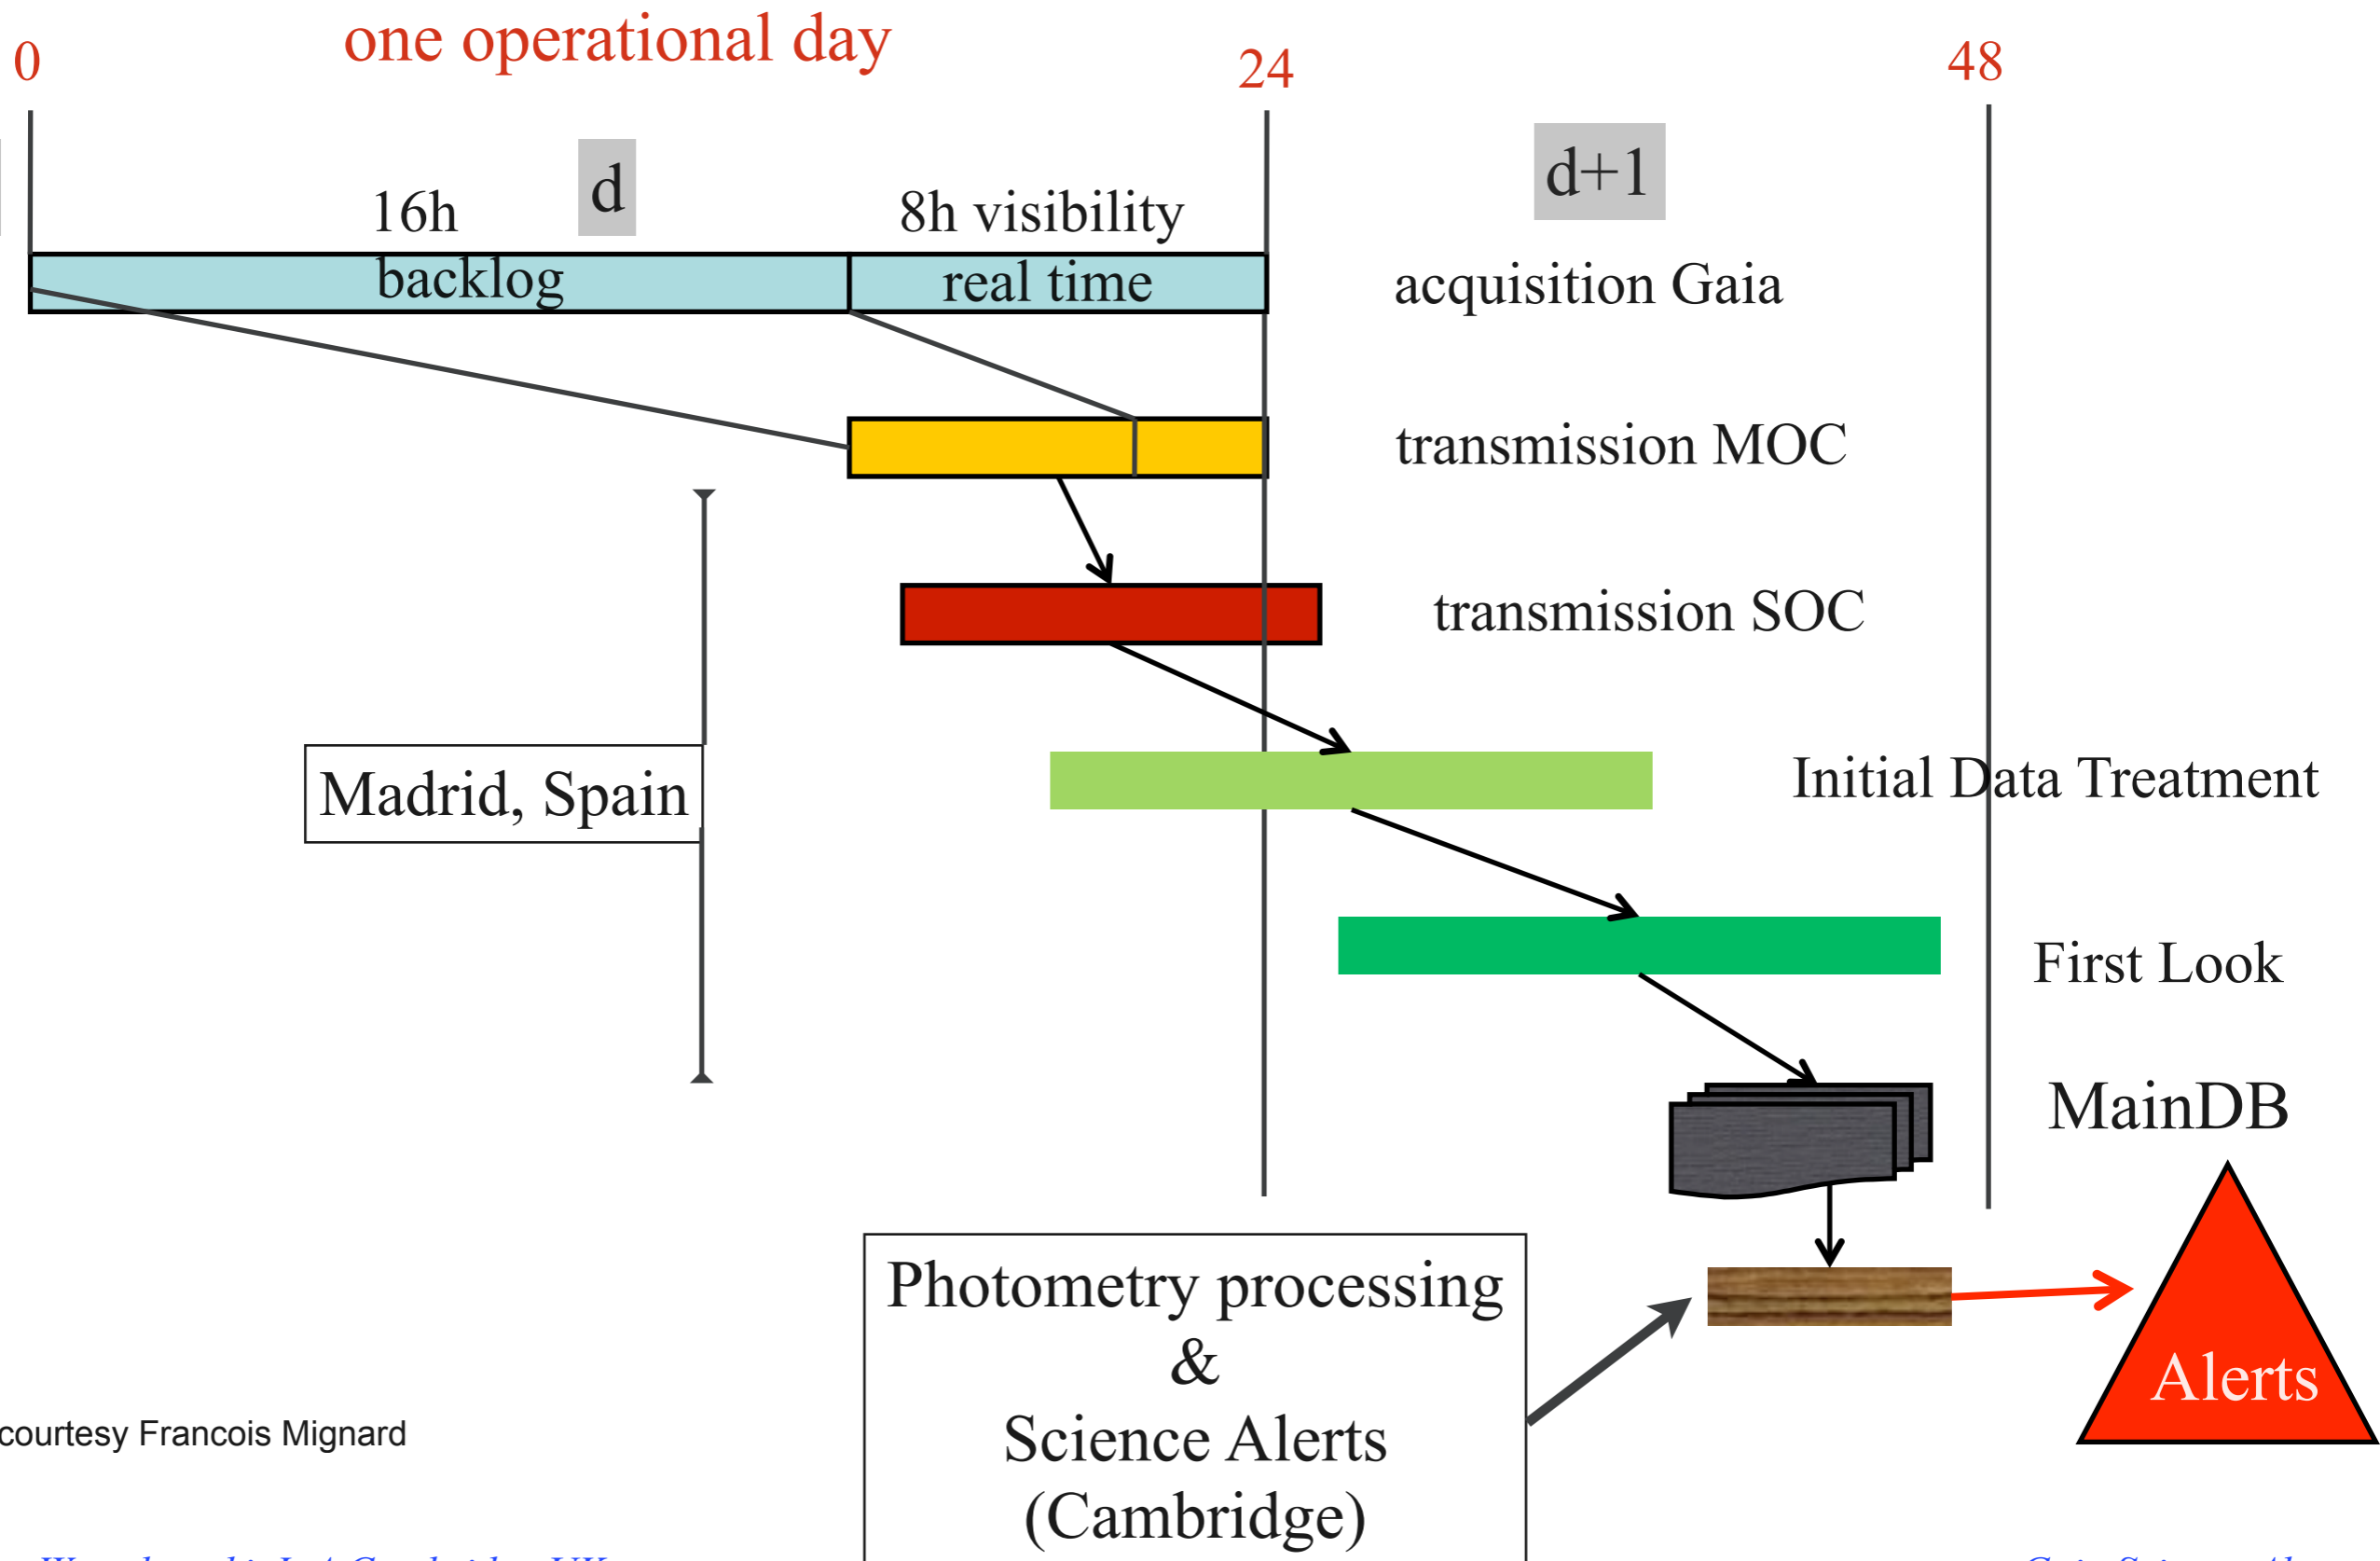 one operational day
0
24
48
d
d+1
16h
8h visibility
backlog
real time
acquisition Gaia
transmission MOC
transmission SOC
Madrid, Spain
Initial Data Treatment
First Look
MainDB
Photometry processing
&
Science Alerts
(Cambridge)
Alerts
courtesy Francois Mignard